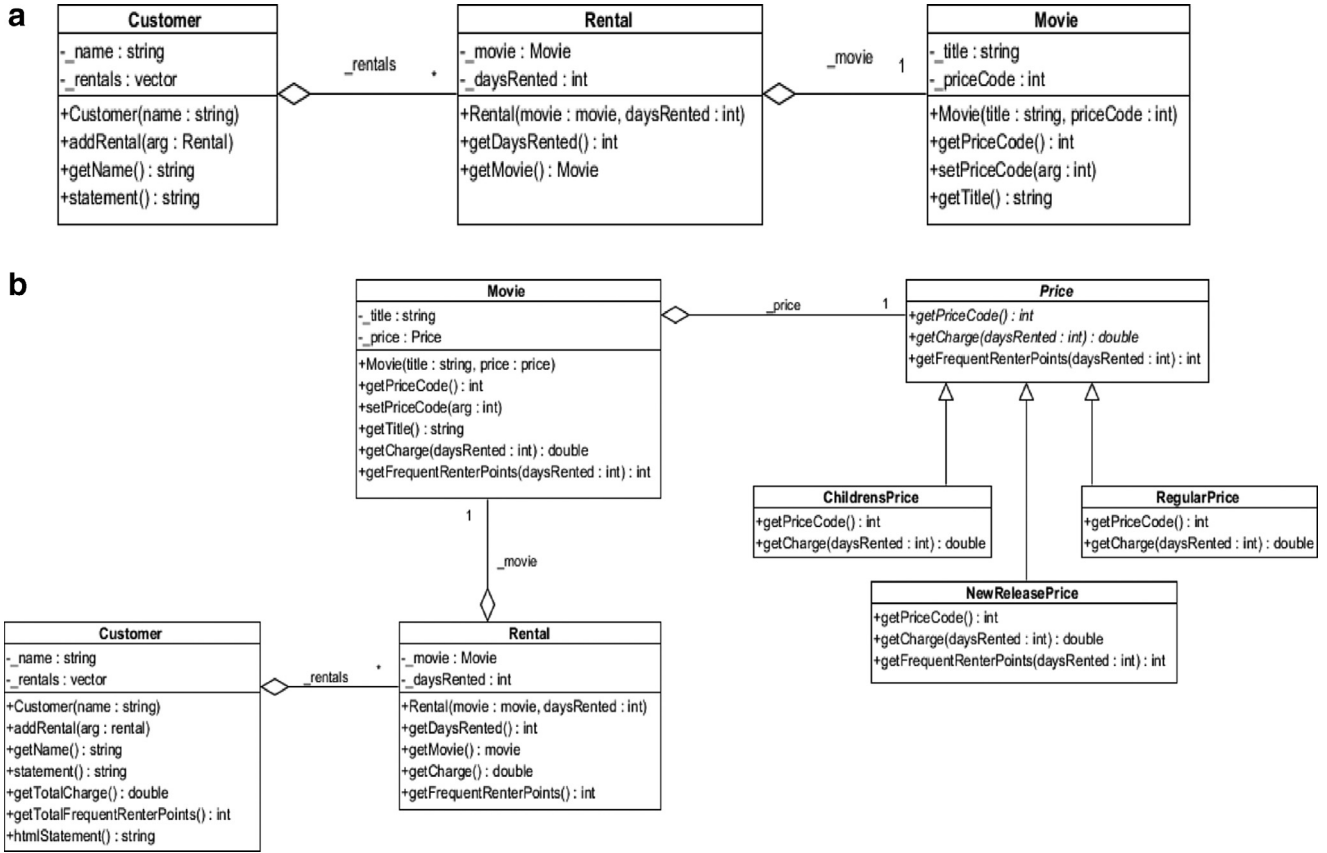 a
Customer
-_name : string
-_rentals : vector
+Customer(name : string)
+addRental(arg : Rental)
+getName() : string
+statement() : string
_rentals
*
Rental
-_movie : Movie
-_daysRented : int
+Rental(movie : movie, daysRented : int)
+getDaysRented() : int
+getMovie() : Movie
_movie
1
Movie
-_title : string
-_priceCode : int
+Movie(title : string, priceCode : int)
+getPriceCode() : int
+setPriceCode(arg : int)
+getTitle() : string
b
Movie
-_title : string
-_price : Price
+Movie(title : string, price : price)
+getPriceCode() : int
+setPriceCode(arg : int)
+getTitle() : string
+getCharge(daysRented : int) : double
+getFrequentRenterPoints(daysRented : int) : int
_price
1
Price
+getPriceCode() : int
+getCharge(daysRented : int) : double
+getFrequentRenterPoints(daysRented : int) : int
ChildrensPrice
+getPriceCode() : int
+getCharge(daysRented : int) : double
RegularPrice
+getPriceCode() : int
+getCharge(daysRented : int) : double
NewReleasePrice
+getPriceCode() : int
+getCharge(daysRented : int) : double
+getFrequentRenterPoints(daysRented : int) : int
1
_movie
Customer
-_name : string
-_rentals : vector
+Customer(name : string)
+addRental(arg : rental)
+getName() : string
+statement() : string
+getTotalCharge() : double
+getTotalFrequentRenterPoints() : int
+htmlStatement() : string
_rentals
*
Rental
-_movie : Movie
-_daysRented : int
+Rental(movie : movie, daysRented : int)
+getDaysRented() : int
+getMovie() : movie
+getCharge() : double
+getFrequentRenterPoints() : int